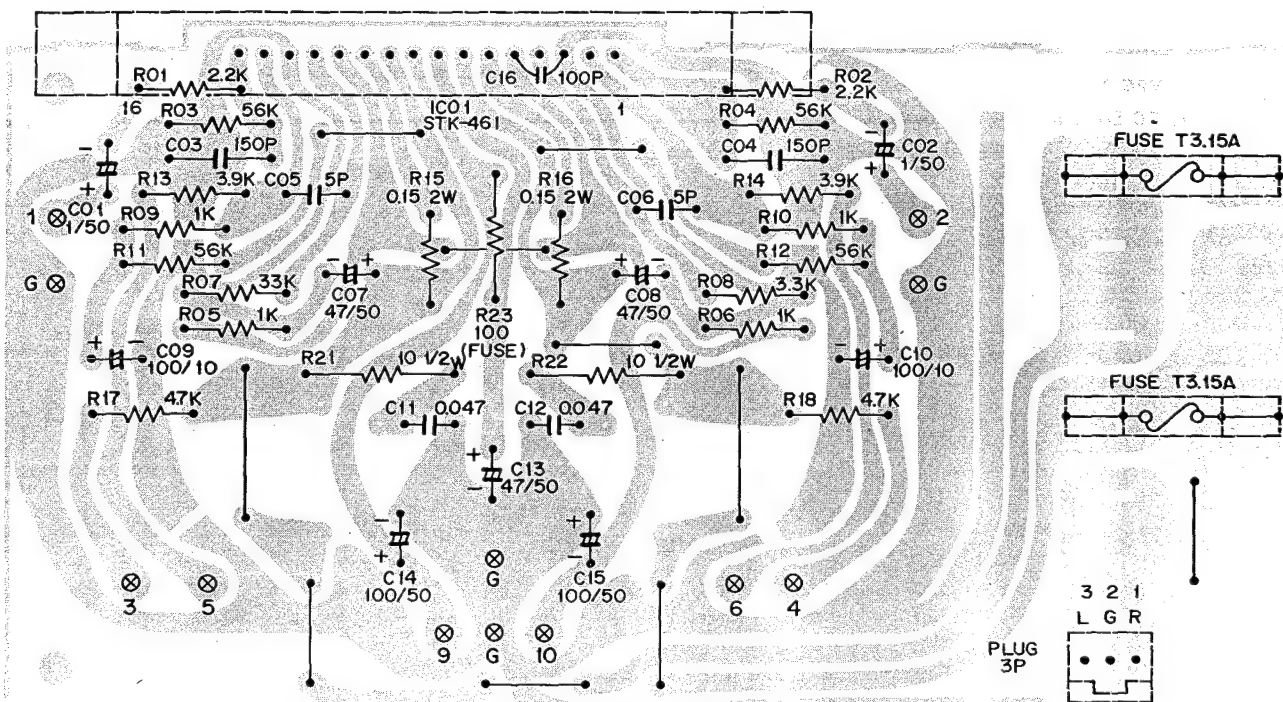 C16 100P
R01 2.2K
R02
2.2K
16 IC01 1
STK-461
R03 56K
R04 56K
C03 150P
C04 150P
-
+
C02
1/50
FUSE T3.15A
-
+
C01
1/50
R13 3.9K
C05 5P
R15
0.15 2W
R16
0.15 2W
C06 5P
R14 3.9K
1
R09 1K
R10 1K
2
R11 56K
R12 56K
G
G
R07 33K
- +
C07
47/50
+ -
C08
47/50
R08 3.3K
R05 1K
R23
100
(FUSE)
R06 1K
+ -
C09
100/10
R21 10 1/2W
R22 10 1/2W
- +
C10
100/10
R17 4.7K
R18 4.7K
FUSE T3.15A
C11 0.047
C12 0.047
+
-
C13
47/50
-
+
C14
100/50
+
-
C15
100/50
G
3
5
6
4
9
G
10
3 2 1
L G R
PLUG
3P